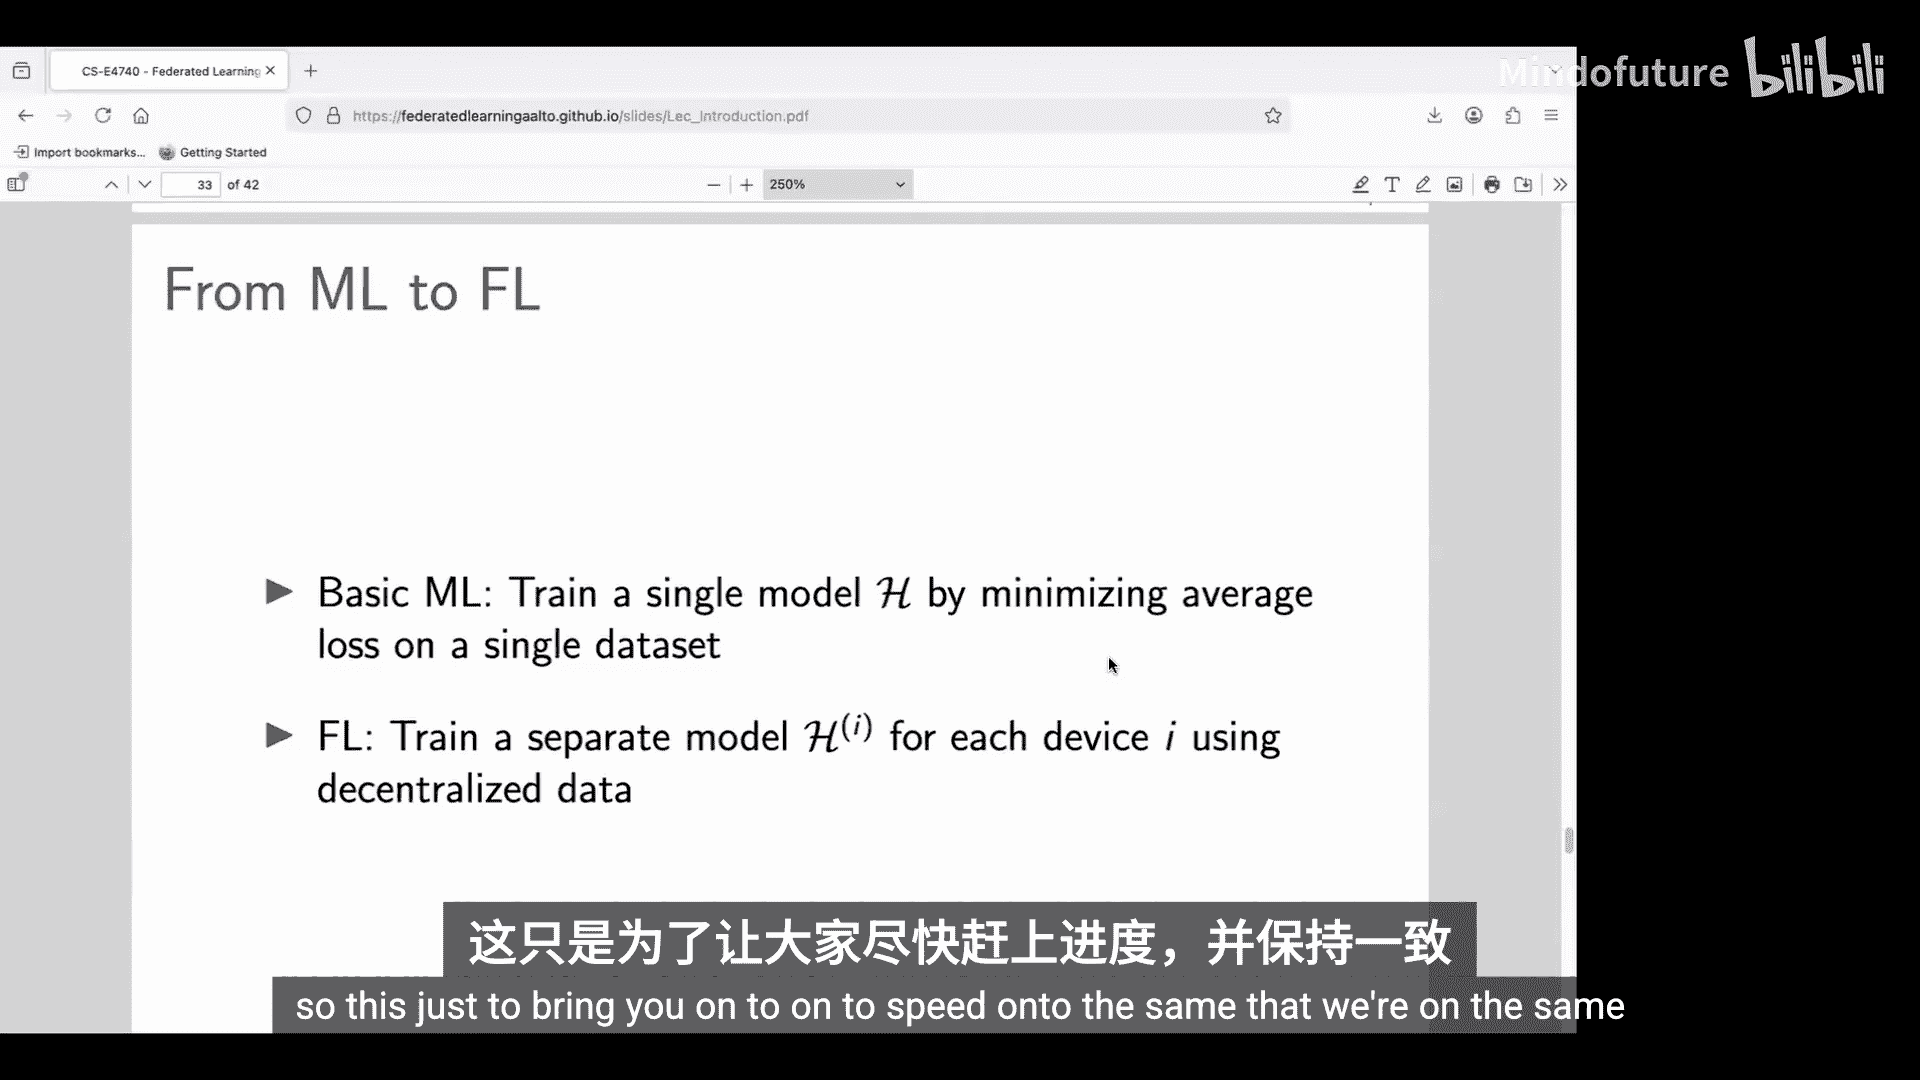 CS-E4740 - Federated Learning
Mindofuture bilibili
https://federatedlearningaalto.github.io/slides/Lec_Introduction.pdf
Import bookmarks... Getting Started
33 of 42 250%
From ML to FL
Basic ML: Train a single model ℋ by minimizing average
loss on a single dataset
FL: Train a separate model ℋ⁽ⁱ⁾ for each device i using
decentralized data
这只是为了让大家尽快赶上进度，并保持一致
so this just to bring you on to on to speed onto the same that we're on the same